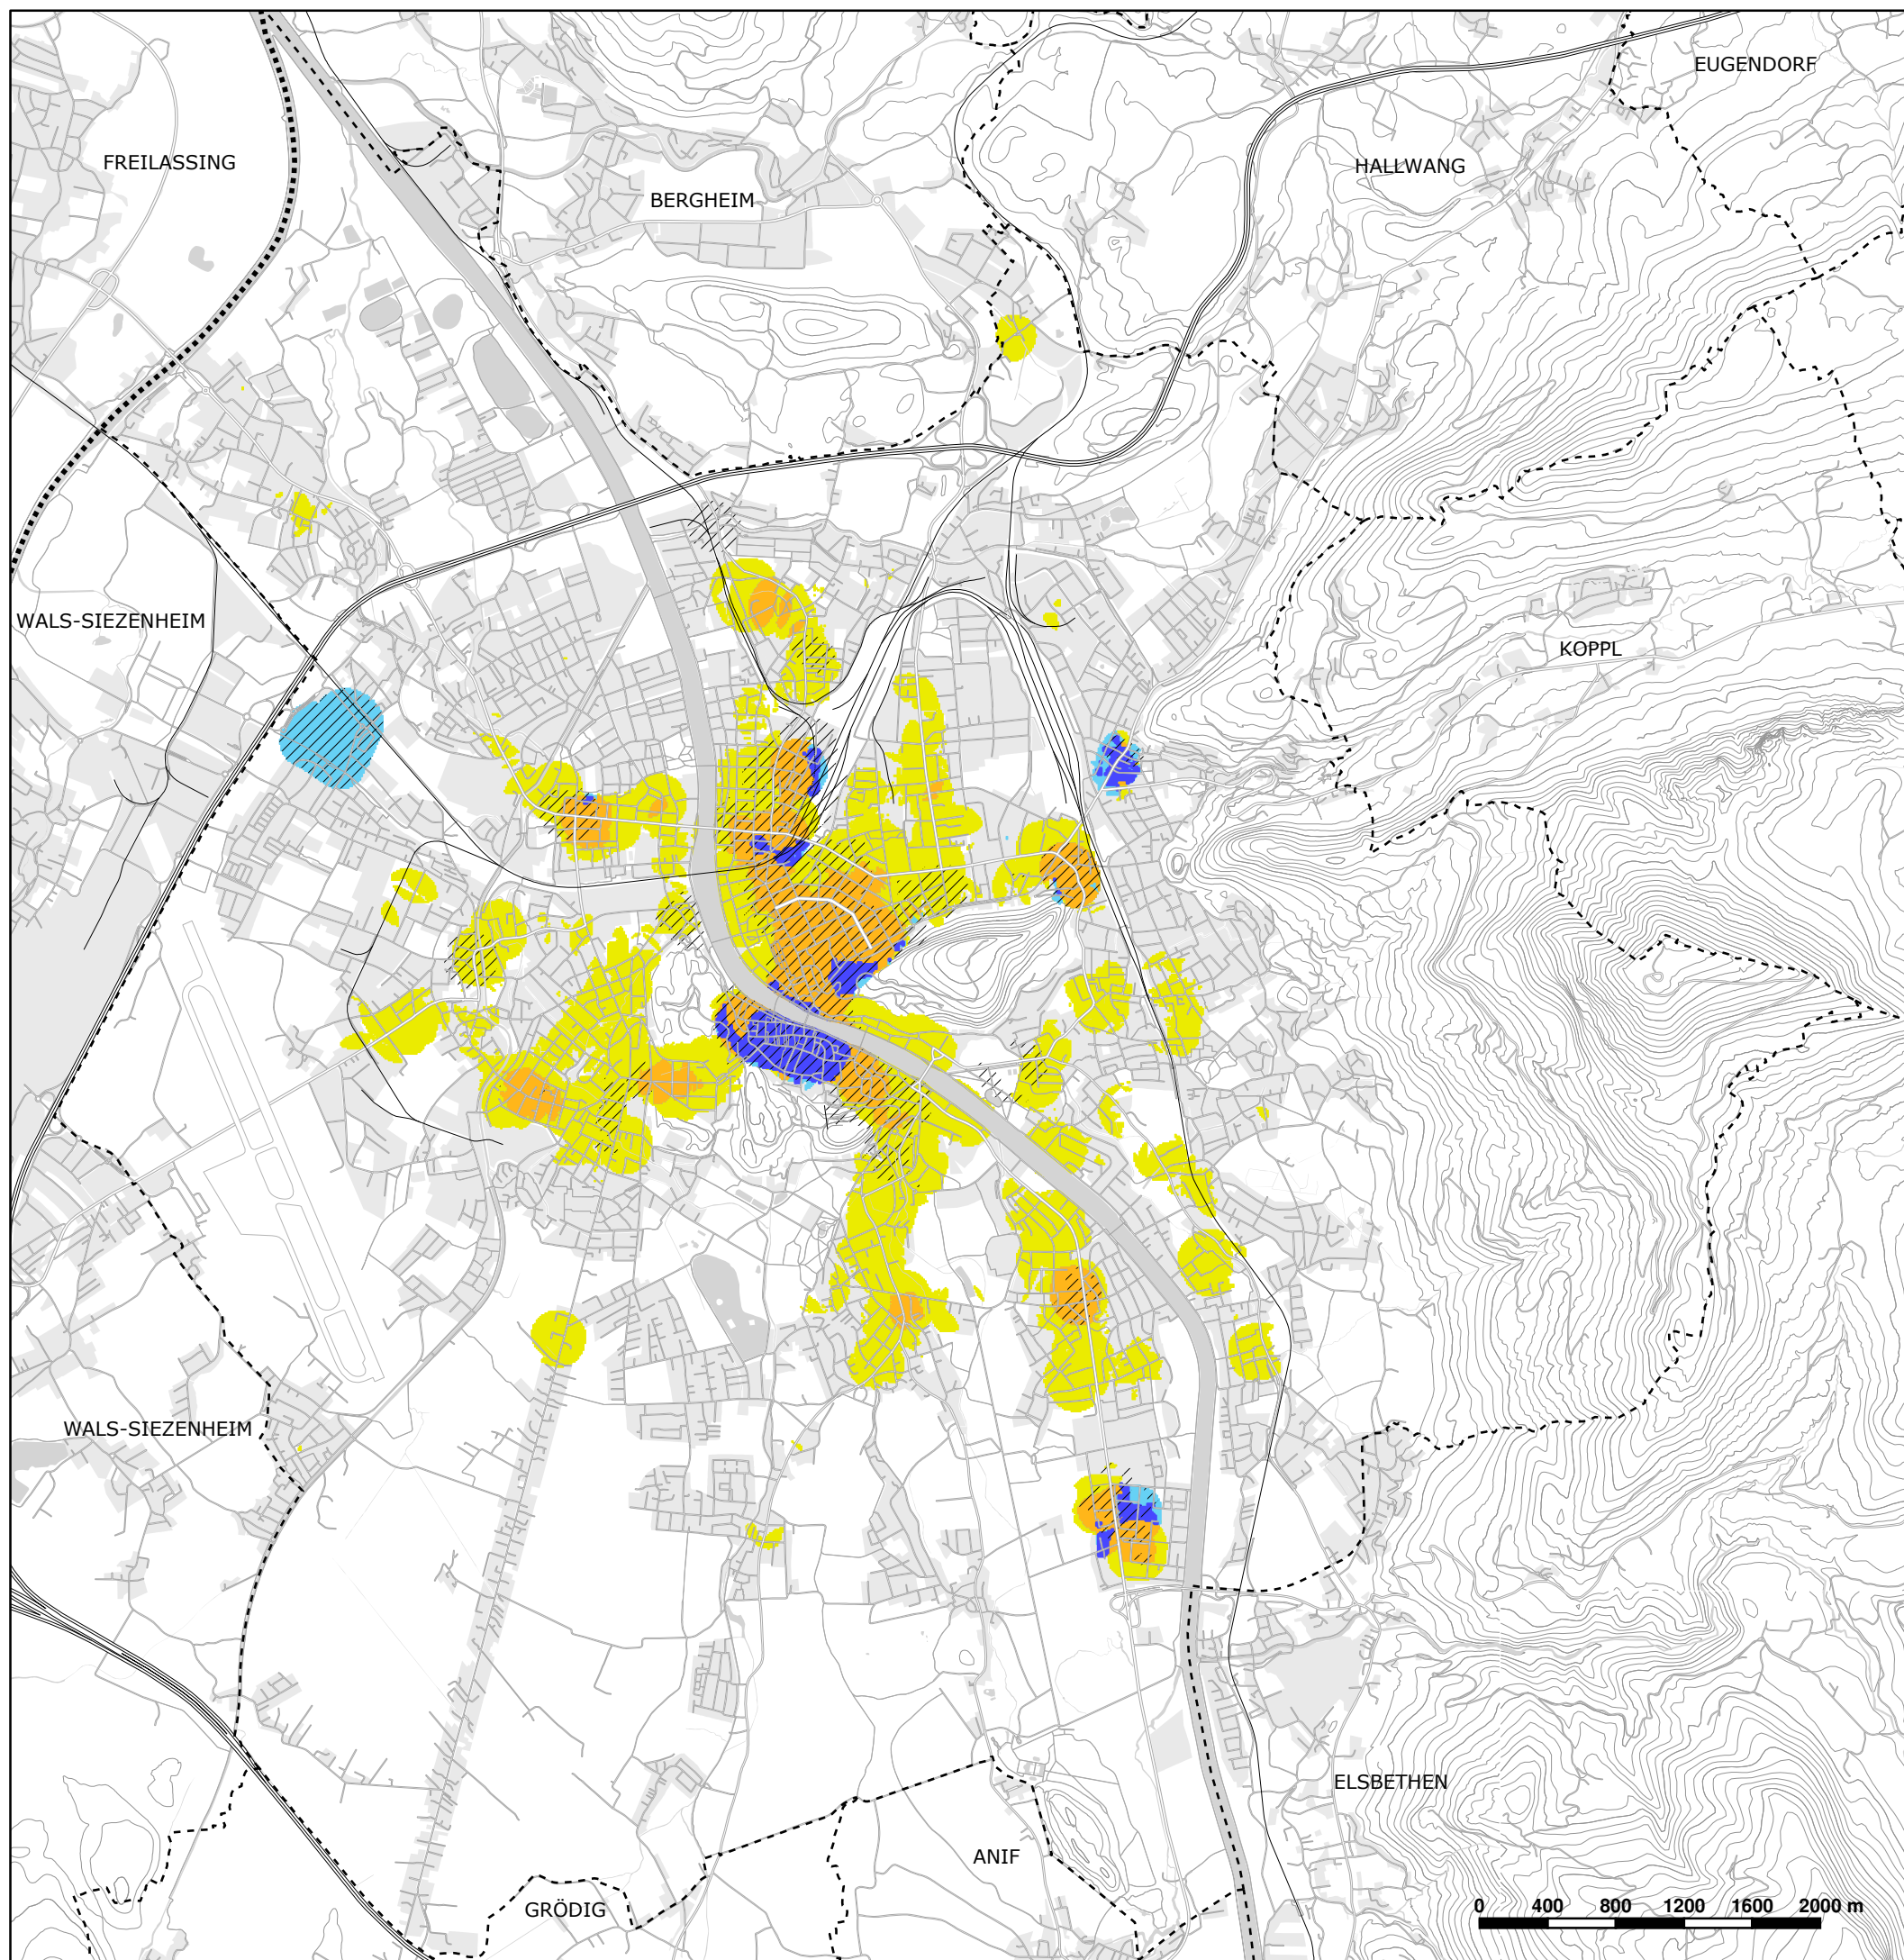 EUGENDORF
FREILASSING
HALLWANG
BERGHEIM
WALS-SIEZENHEIM
KOPPL
WALS-SIEZENHEIM
ELSBETHEN
ANIF
GRÖDIG
0 400 800 1200 1600 2000 m